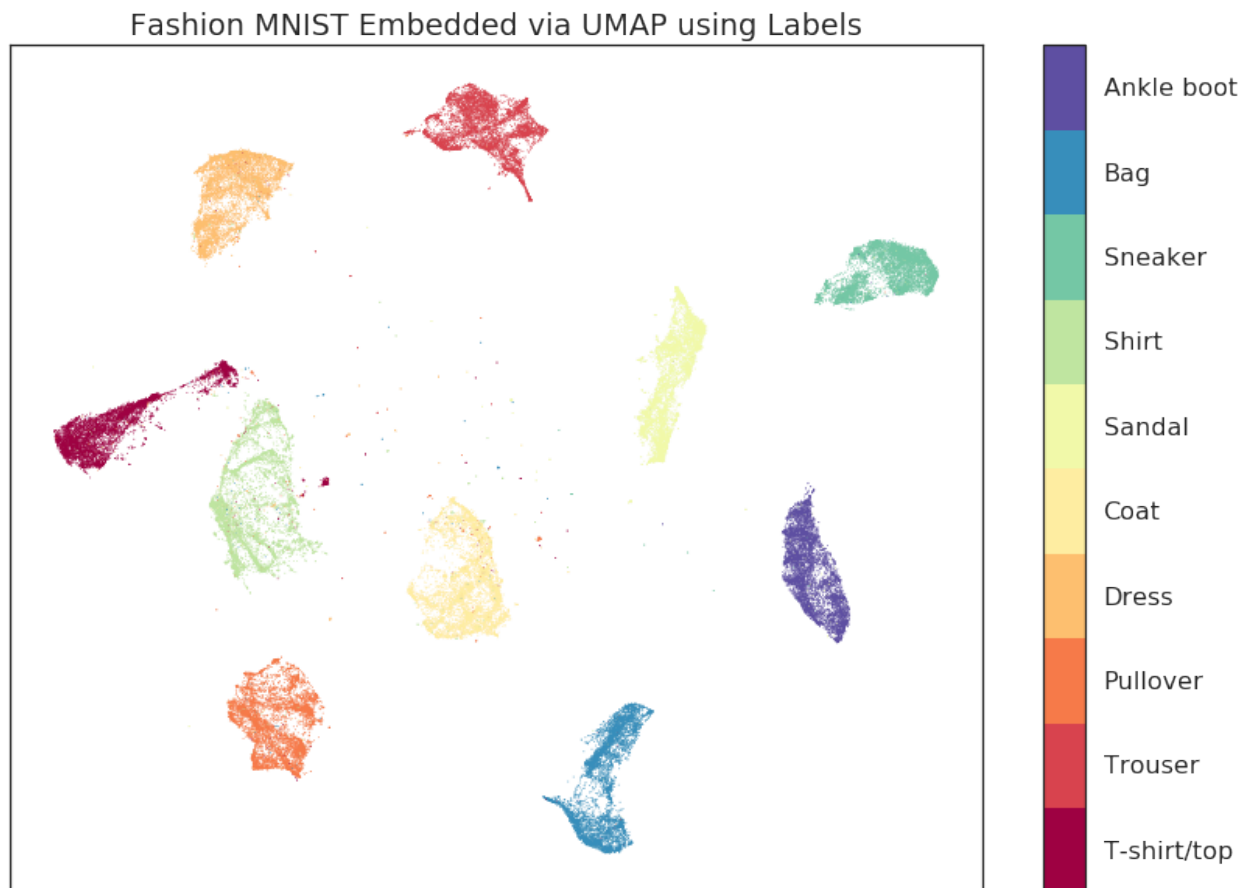 Fashion MNIST Embedded via UMAP using Labels
Ankle boot
Bag
Sneaker
Shirt
Sandal
Coat
Dress
Pullover
Trouser
T-shirt/top